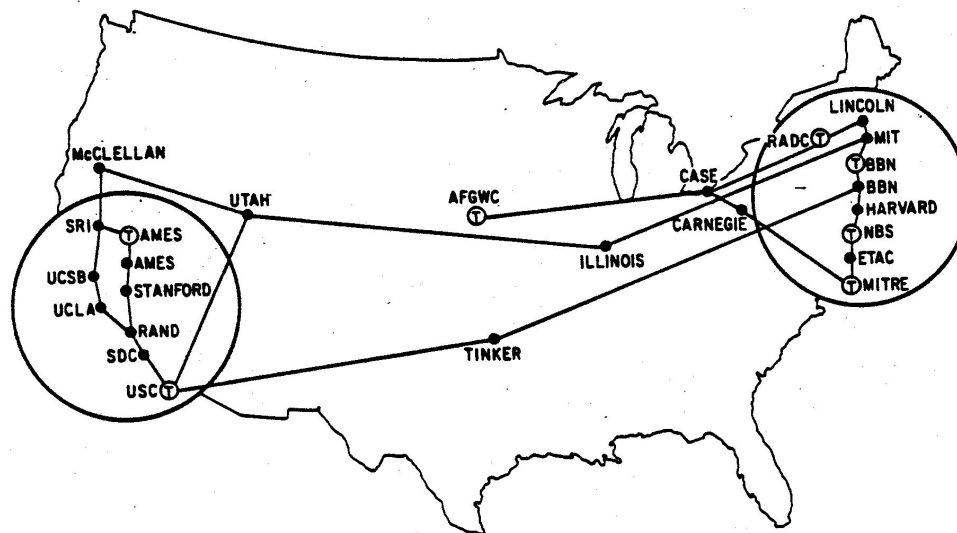 LINCOLN
RADC T
MIT
McCLELLAN
T BBN
CASE
UTAH
AFGWC
BBN
T
HARVARD
CARNEGIE
SRI
T AMES
T NBS
ILLINOIS
ETAC
AMES
UCSB
T MITRE
STANFORD
UCLA
RAND
TINKER
SDC
USC T